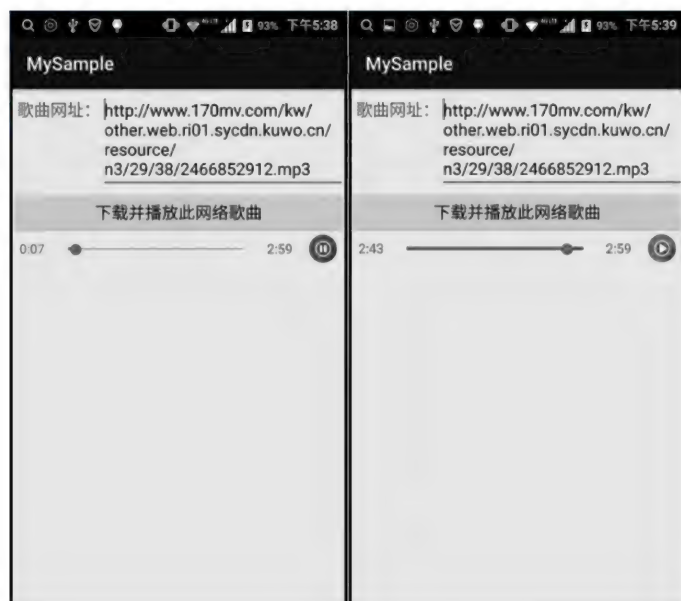 93% 下午5:38
MySample
歌曲网址：
http://www.170mv.com/kw/
other.web.ri01.sycdn.kuwo.cn/
resource/
n3/29/38/2466852912.mp3
下载并播放此网络歌曲
0:07
2:59
93% 下午5:39
MySample
歌曲网址：
http://www.170mv.com/kw/
other.web.ri01.sycdn.kuwo.cn/
resource/
n3/29/38/2466852912.mp3
下载并播放此网络歌曲
2:43
2:59